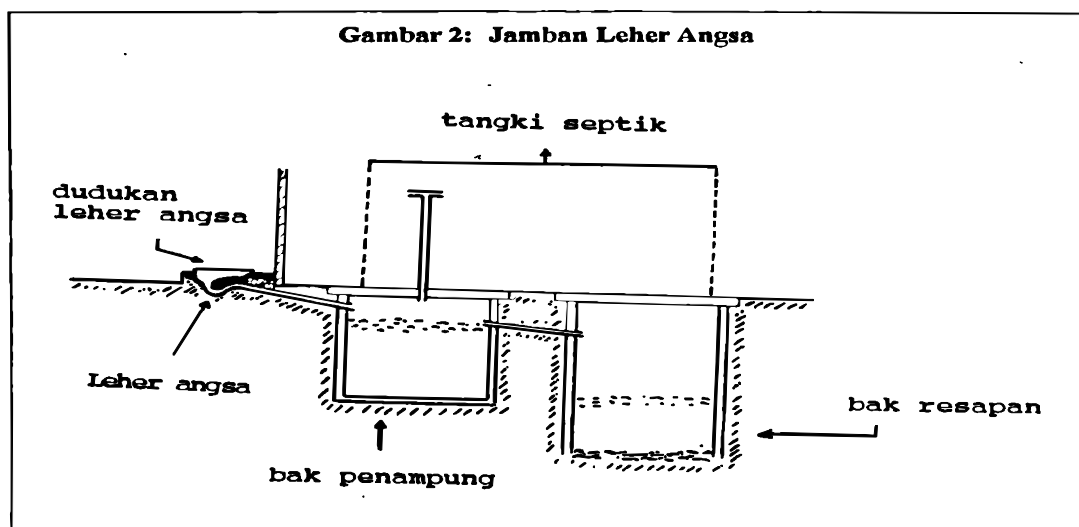 Gambar 2: Jamban Leher Angsa
tangki septik
dudukan
leher angsa
Leher angsa
bak penampung
bak resapan